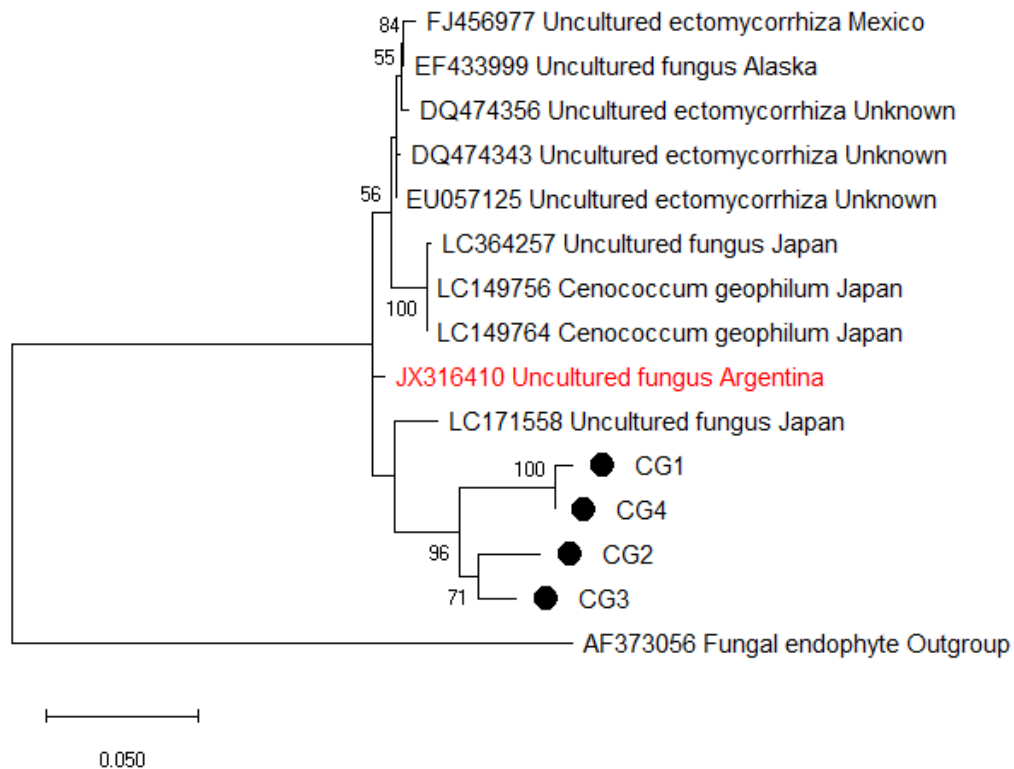 84
FJ456977 Uncultured ectomycorrhiza Mexico
55
EF433999 Uncultured fungus Alaska
DQ474356 Uncultured ectomycorrhiza Unknown
DQ474343 Uncultured ectomycorrhiza Unknown
56
EU057125 Uncultured ectomycorrhiza Unknown
LC364257 Uncultured fungus Japan
LC149756 Cenococcum geophilum Japan
100
LC149764 Cenococcum geophilum Japan
JX316410 Uncultured fungus Argentina
LC171558 Uncultured fungus Japan
100
CG1
CG4
96
CG2
71
CG3
AF373056 Fungal endophyte Outgroup
0.050